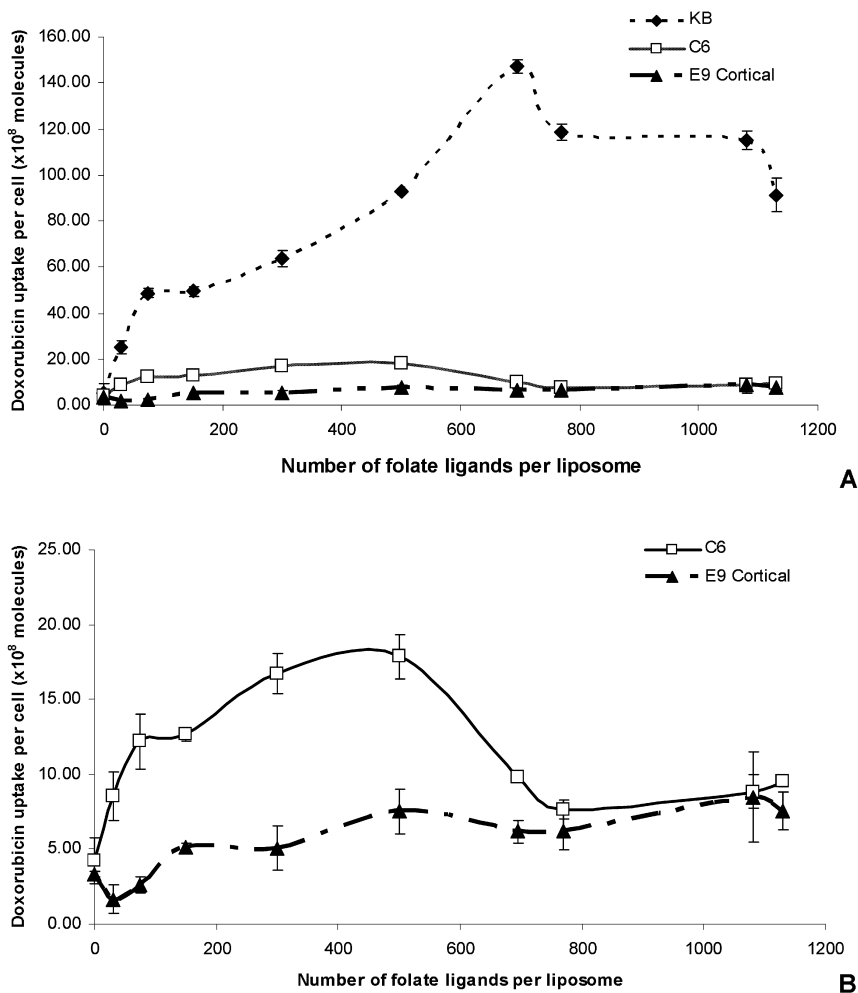 KB
C6
E9 Cortical
Doxorubicin uptake per cell (x10⁸ molecules)
160.00
140.00
120.00
100.00
80.00
60.00
40.00
20.00
0.00
0 200 400 600 800 1000 1200
Number of folate ligands per liposome
A
C6
E9 Cortical
Doxorubicin uptake per cell (x10⁸ molecules)
25.00
20.00
15.00
10.00
5.00
0.00
0 200 400 600 800 1000 1200
Number of folate ligands per liposome
B